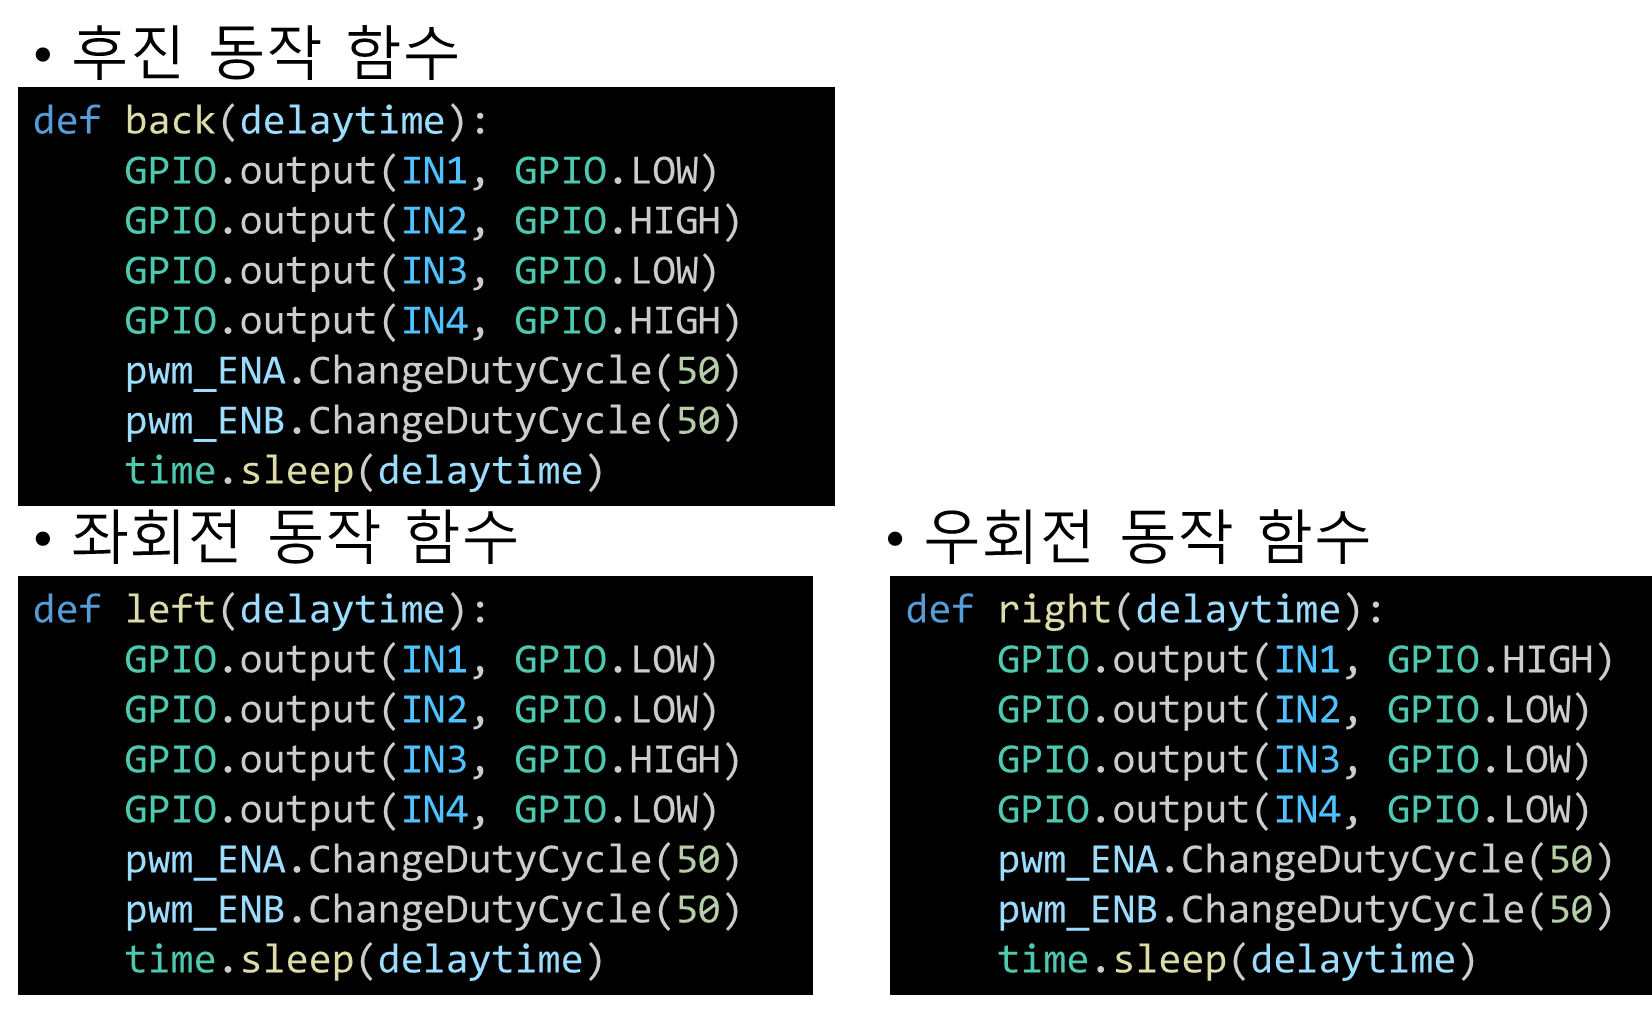 • 후진 동작 함수
def back(delaytime):
    GPIO.output(IN1, GPIO.LOW)
    GPIO.output(IN2, GPIO.HIGH)
    GPIO.output(IN3, GPIO.LOW)
    GPIO.output(IN4, GPIO.HIGH)
    pwm_ENA.ChangeDutyCycle(50)
    pwm_ENB.ChangeDutyCycle(50)
    time.sleep(delaytime)
• 좌회전 동작 함수
def left(delaytime):
    GPIO.output(IN1, GPIO.LOW)
    GPIO.output(IN2, GPIO.LOW)
    GPIO.output(IN3, GPIO.HIGH)
    GPIO.output(IN4, GPIO.LOW)
    pwm_ENA.ChangeDutyCycle(50)
    pwm_ENB.ChangeDutyCycle(50)
    time.sleep(delaytime)
• 우회전 동작 함수
def right(delaytime):
    GPIO.output(IN1, GPIO.HIGH)
    GPIO.output(IN2, GPIO.LOW)
    GPIO.output(IN3, GPIO.LOW)
    GPIO.output(IN4, GPIO.LOW)
    pwm_ENA.ChangeDutyCycle(50)
    pwm_ENB.ChangeDutyCycle(50)
    time.sleep(delaytime)